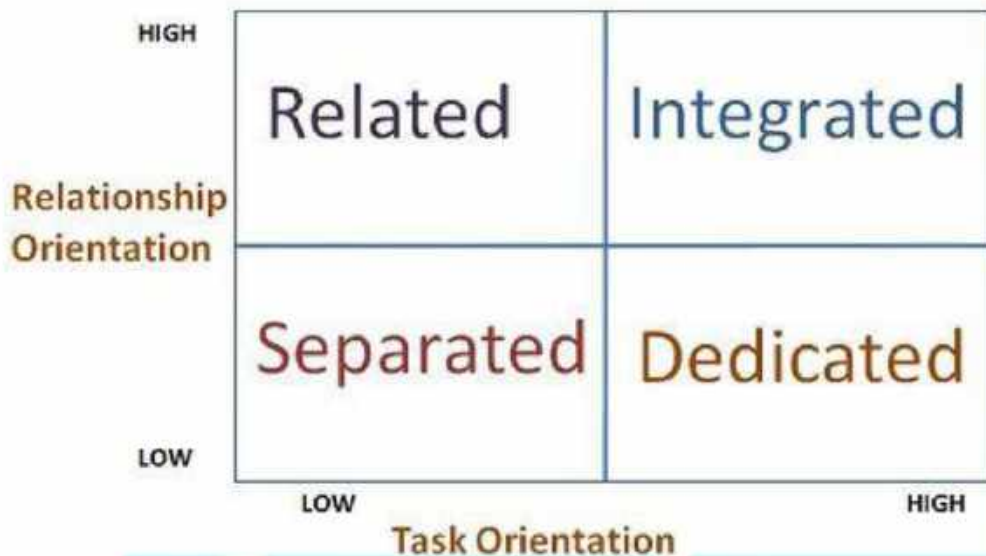 HIGH
Related
Integrated
Relationship
Orientation
Separated
Dedicated
LOW
LOW
HIGH
Task Orientation